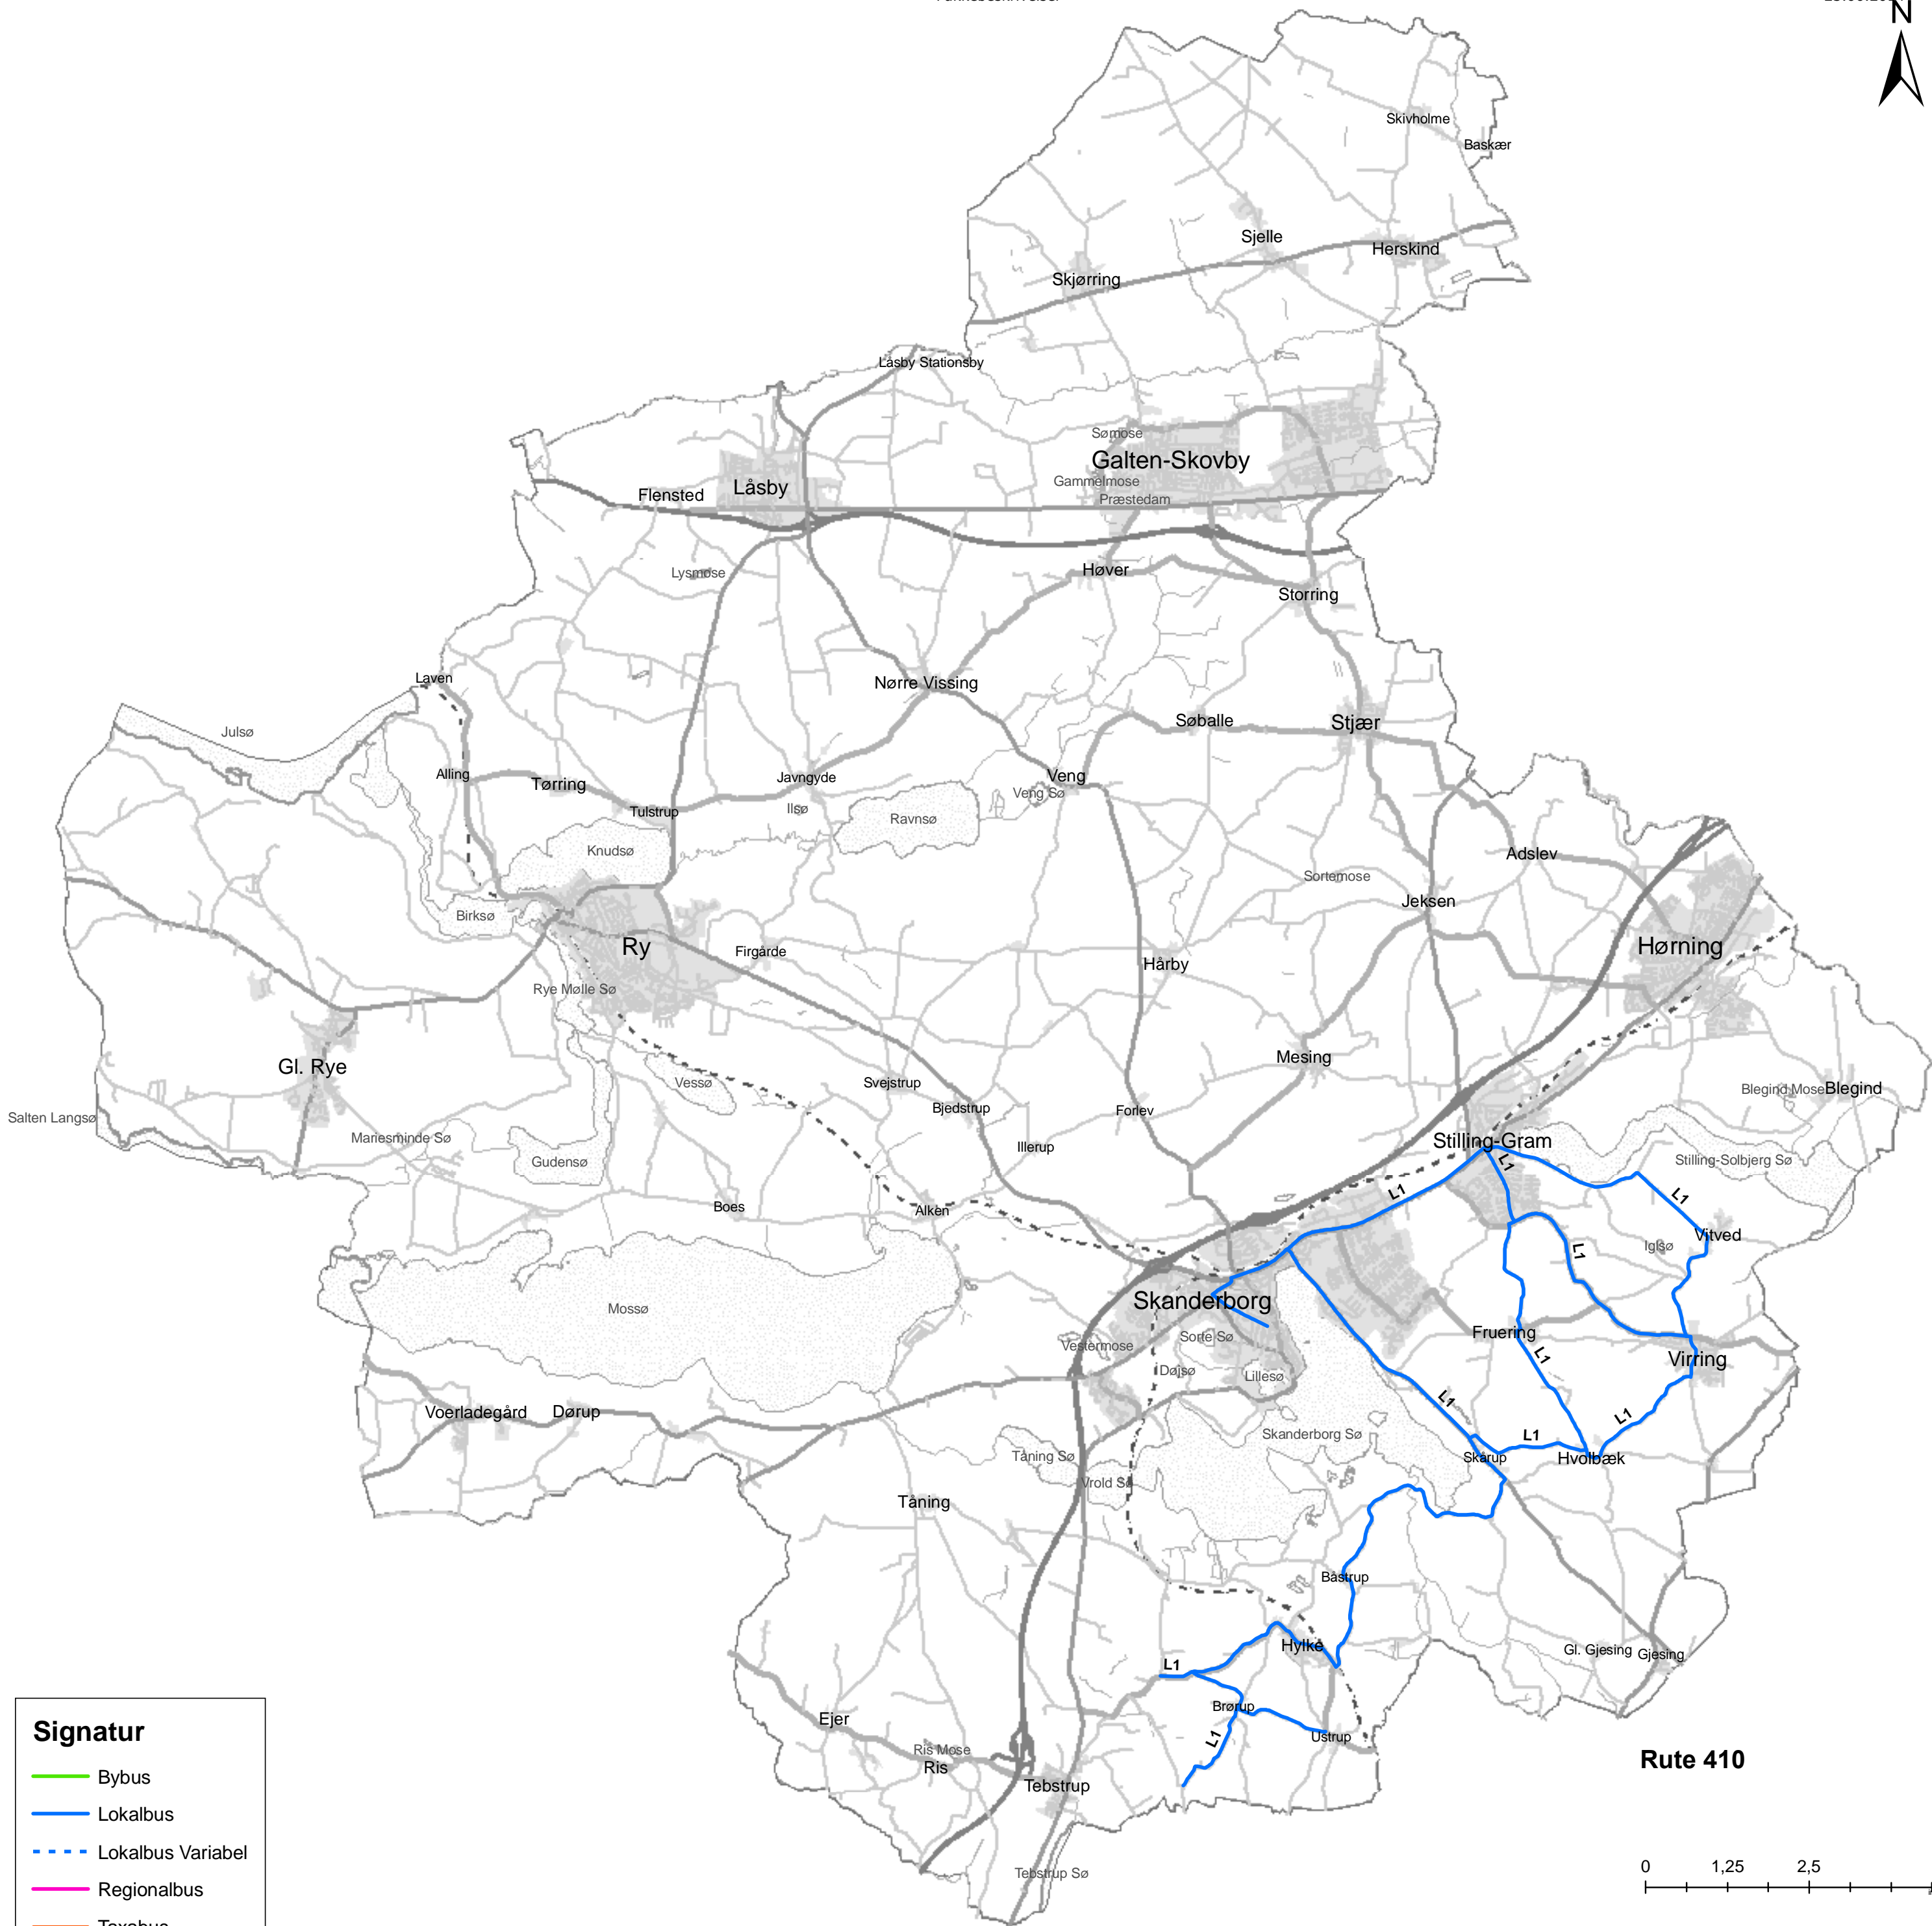 N
Skivholme
Baskær
Sjelle
Herskind
Skjørring
Låsby Stationsby
Sømose
Galten-Skovby
Gammelmose
Præstedam
Flensted
Låsby
Lysmose
Høver
Storring
Laven
Nørre Vissing
Søballe
Stjær
Julsø
Alling
Tørring
Javngyde
Veng
Veng Sø
Tulstrup
Ilsø
Ravnsø
Knudsø
Adslev
Sortemose
Jeksen
Birksø
Ry
Firgårde
Hårby
Hørning
Rye Mølle Sø
Gl. Rye
Mesing
Vessø
Svejstrup
Blegind Mose
Blegind
Salten Langsø
Bjedstrup
Forlev
Mariesminde Sø
Illerup
Stilling-Gram
Gudensø
L1
Stilling-Solbjerg Sø
L1
L1
Boes
Alken
Vitved
Iglsø
L1
Mossø
Skanderborg
Sorte Sø
Fruering
Vestermose
L1
Virring
Døjsø
Lillesø
L1
Voerladegård
Dørup
L1
L1
Skanderborg Sø
Tåning Sø
Skårup
Hvolbæk
Vrold Sø
Tåning
Båstrup
Hylke
Gl. Gjesing
Gjesing
L1
Brørup
Ejer
L1
Ustrup
Ris Mose
Ris
Tebstrup
Rute 410
Tebstrup Sø
Signatur
Bybus
Lokalbus
Lokalbus Variabel
Regionalbus
0 1,25 2,5